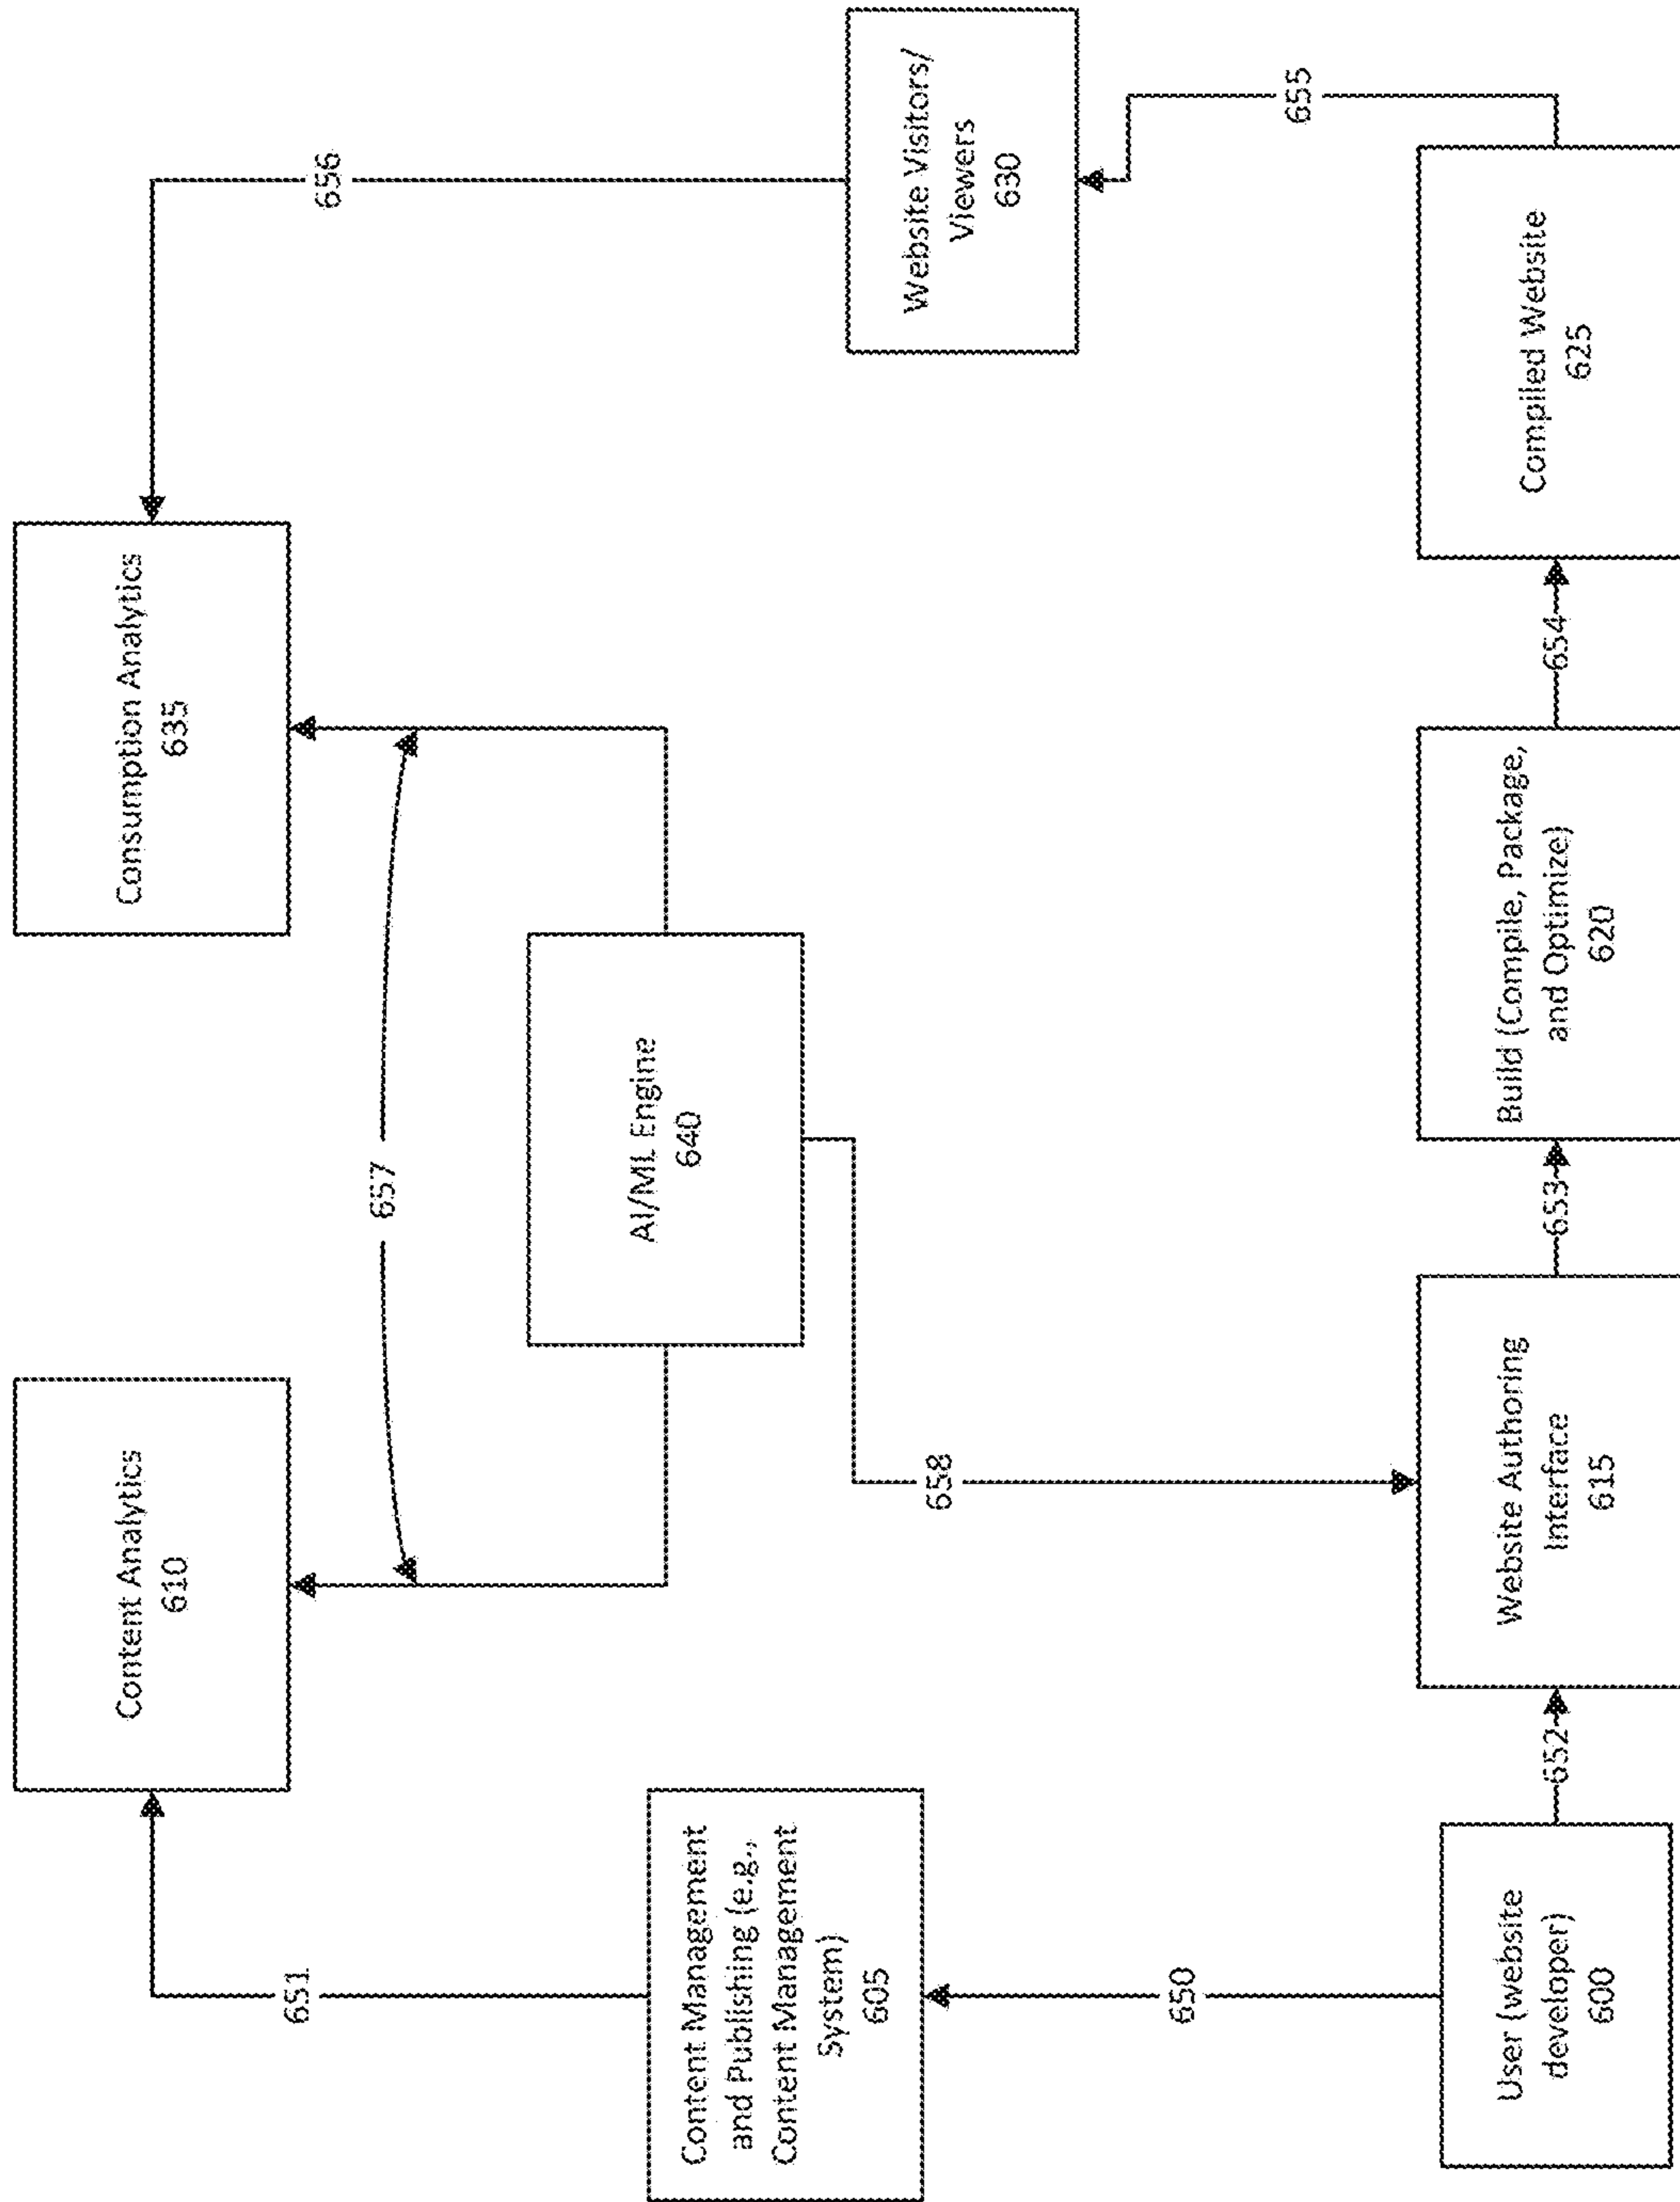 Content Analytics
610
Consumption Analytics
635
651
657
656
Content Management
and Publishing (e.g.,
Content Management
System)
605
AI/ML Engine
640
Website Visitors/
Viewers
630
650
658
655
User (website
developer)
600
652
Website Authoring
Interface
615
653
Build (Compile, Package,
and Optimize)
620
654
Compiled Website
625